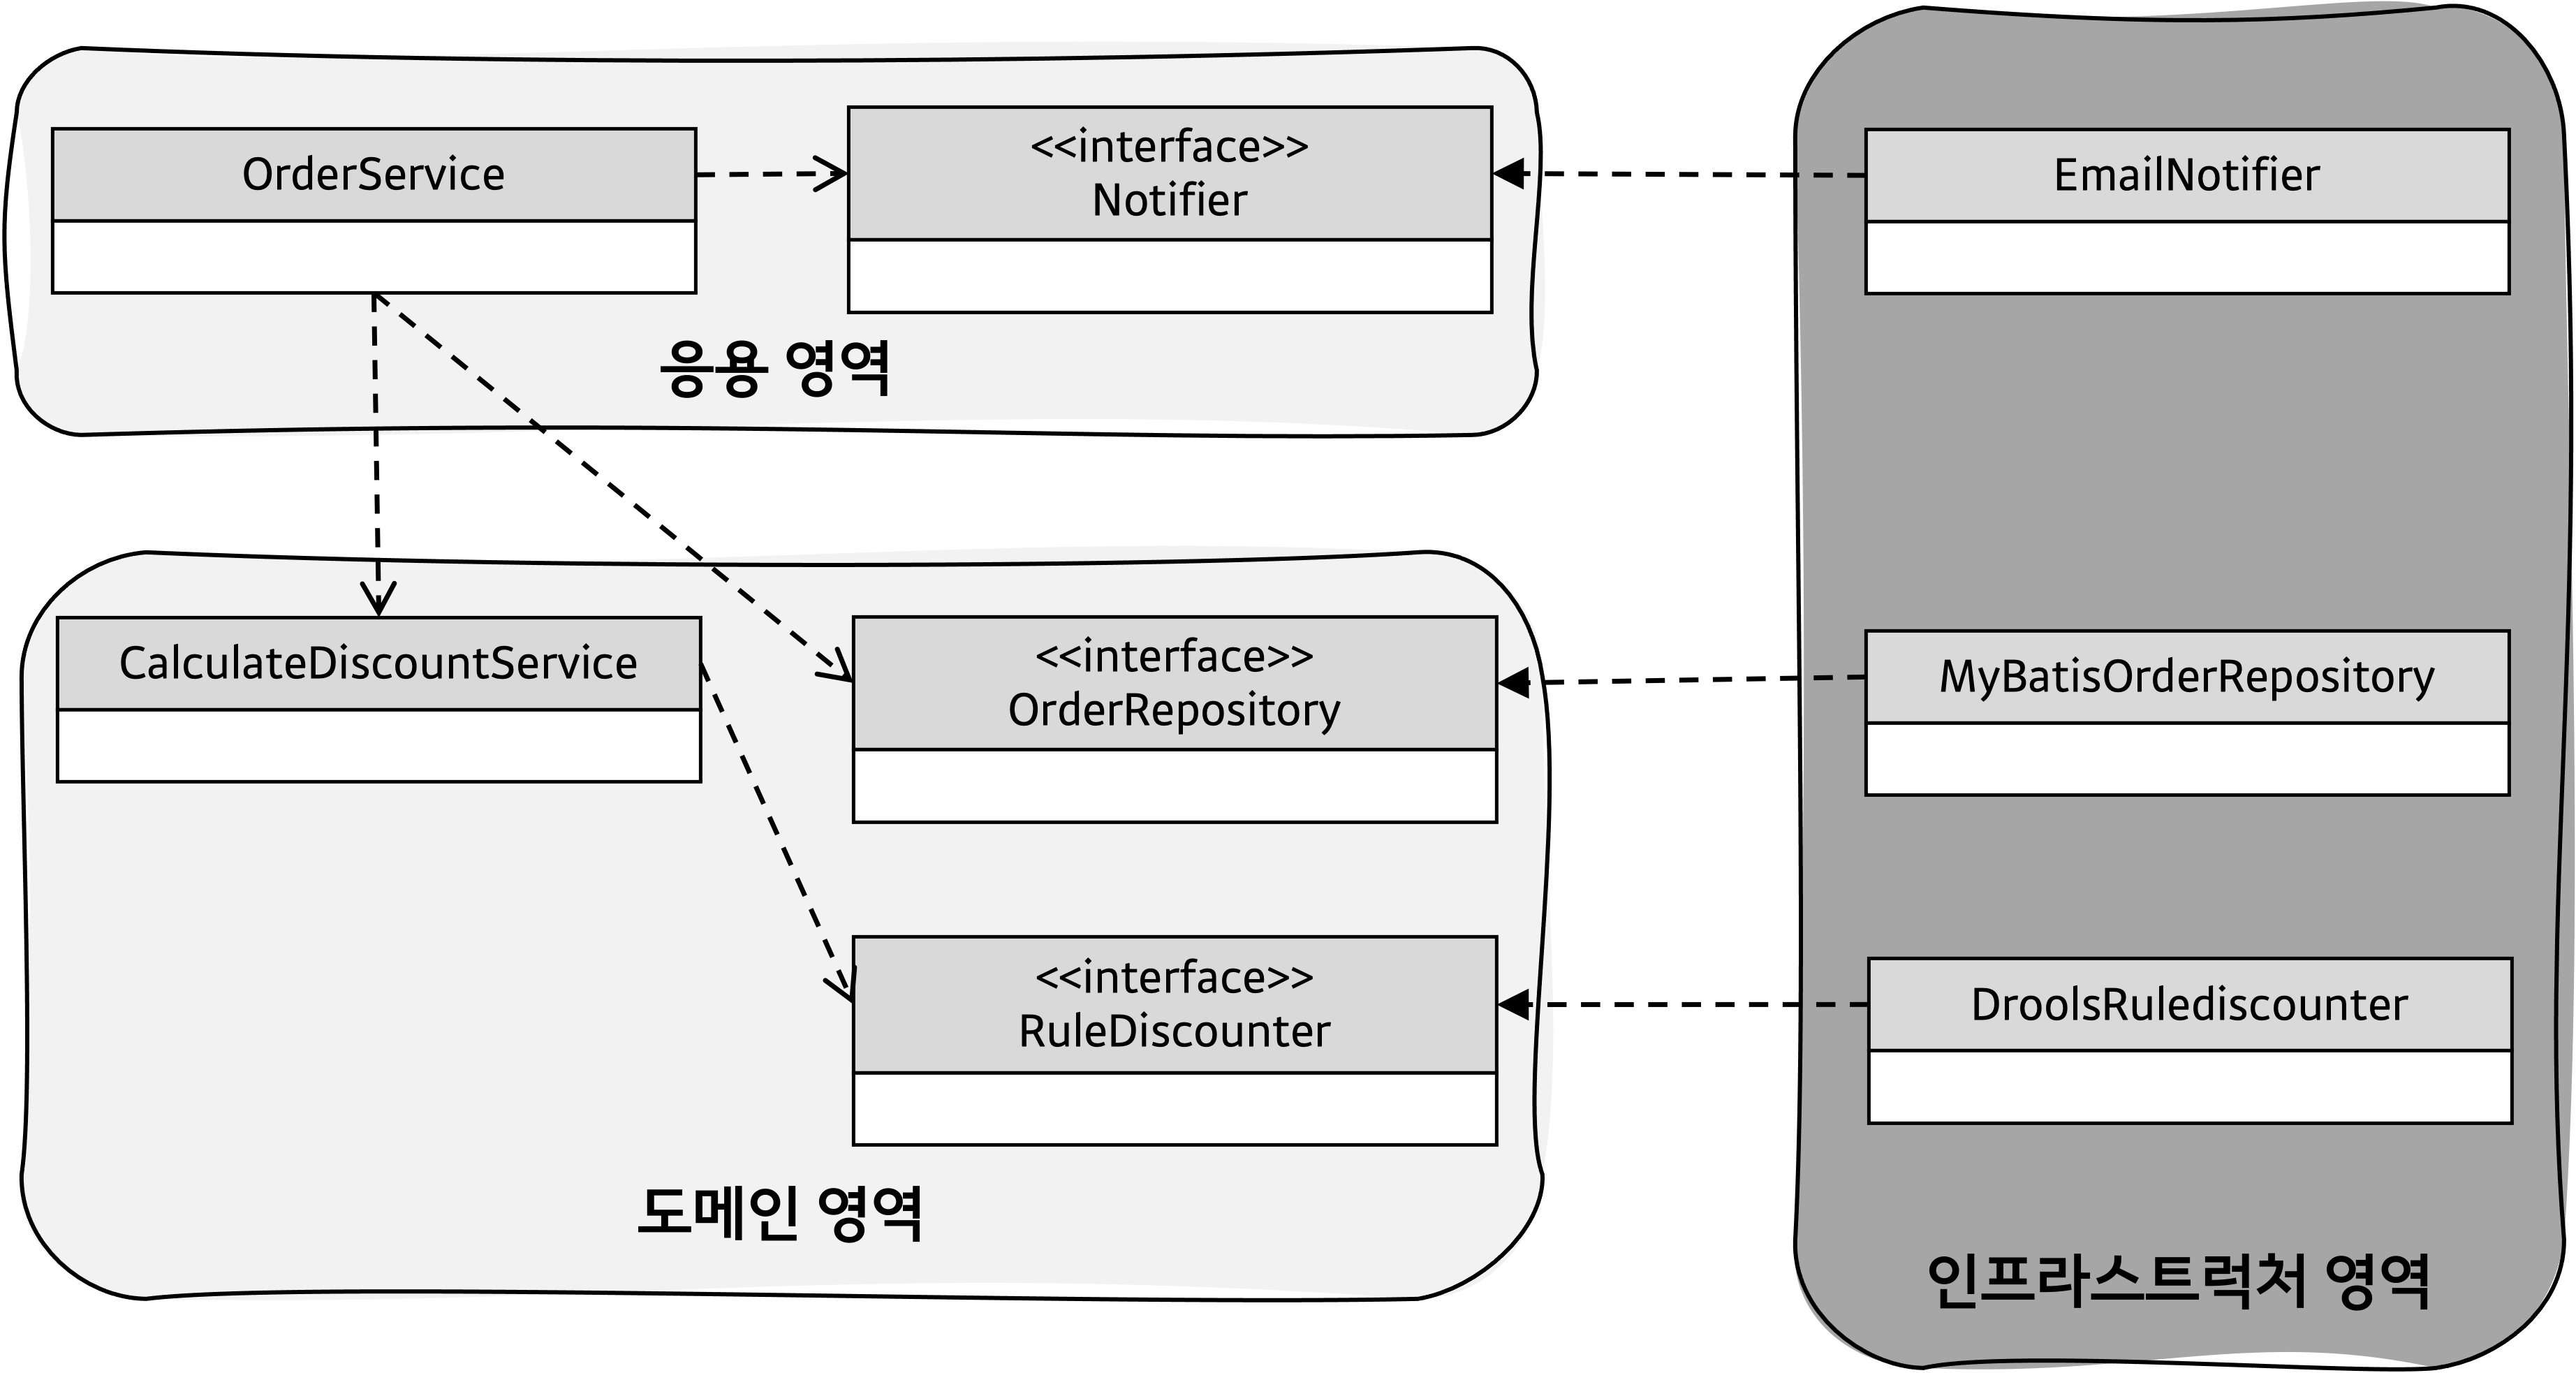 OrderService
<<interface>>
Notifier
EmailNotifier
응용 영역
CalculateDiscountService
<<interface>>
OrderRepository
MyBatisOrderRepository
<<interface>>
RuleDiscounter
DroolsRulediscounter
도메인 영역
인프라스트럭처 영역